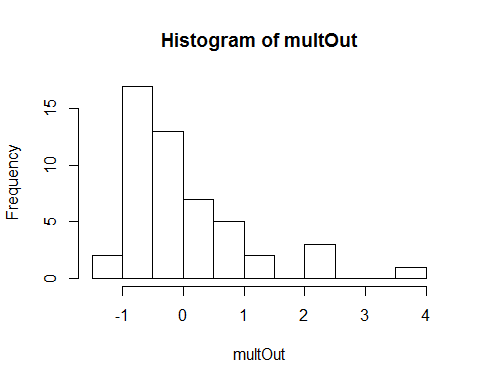 Histogram of multOut
Frequency
15
10
5
0
-1 0 1 2 3 4
multOut